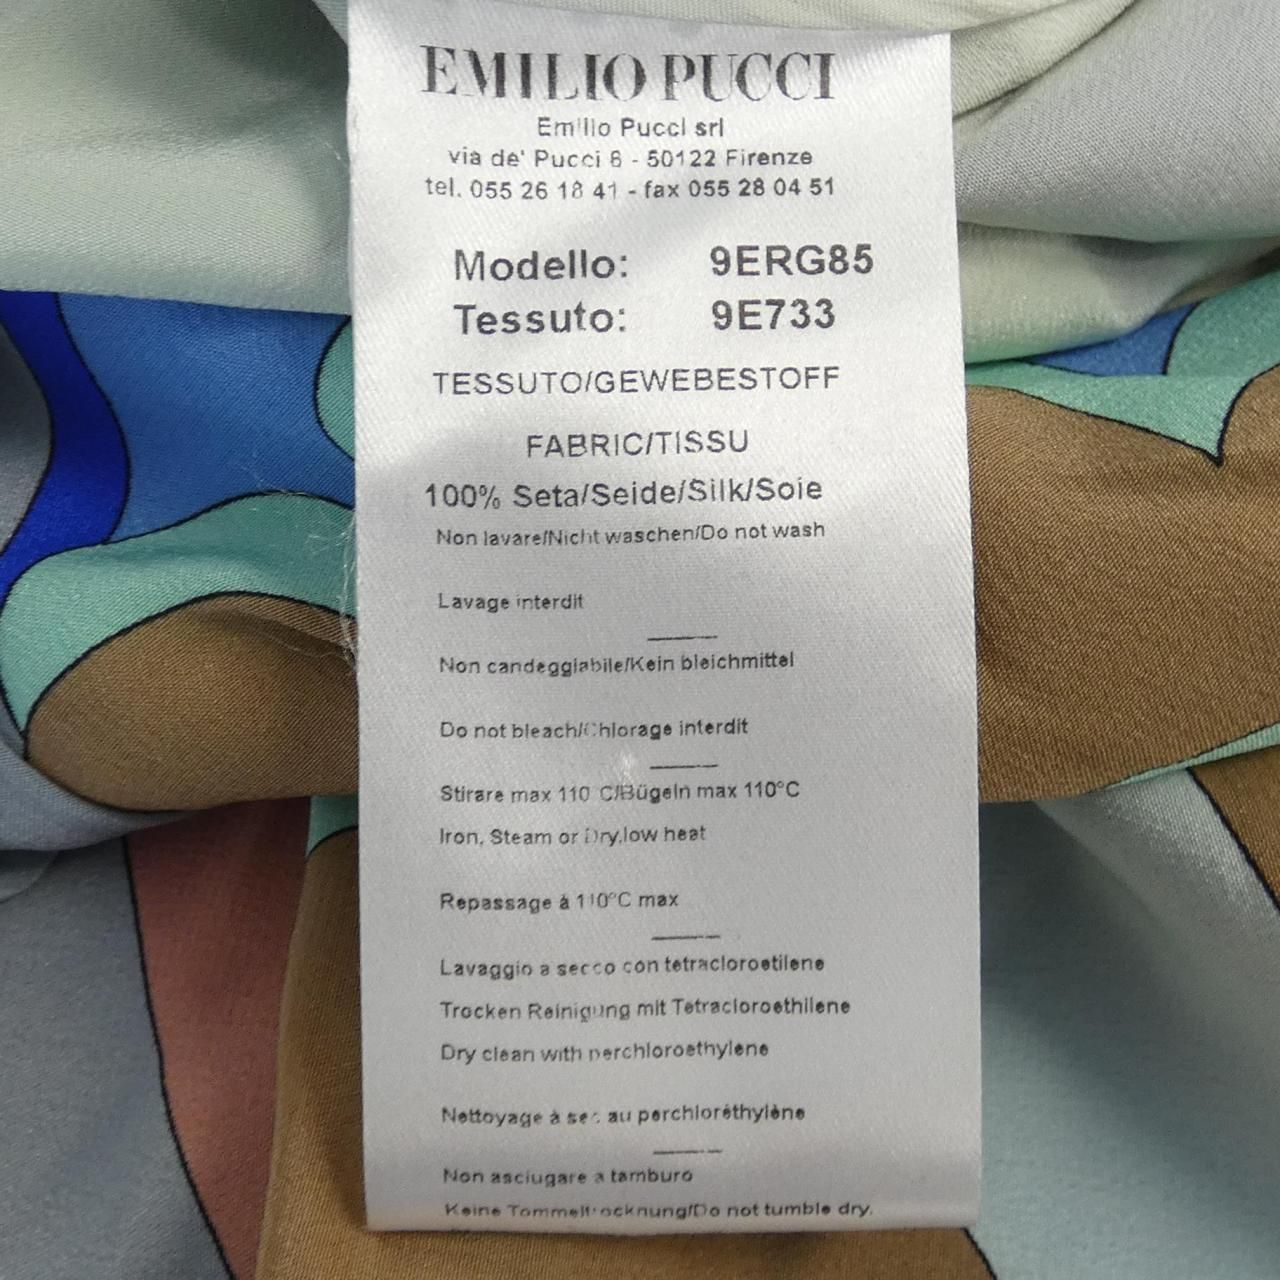 EMILIO PUCCI
Emilio Pucci srl
via de' Pucci 6 - 50122 Firenze
tel. 055 26 18 41 - fax 055 28 04 51
Modello: 9ERG85
Tessuto: 9E733
TESSUTO/GEWEBESTOFF
FABRIC/TISSU
100% Seta/Seide/Silk/Soie
Non lavare/Nicht waschen/Do not wash
Lavage interdit
Non candeggiabile/Kein bleichmittel
Do not bleach/Chlorage interdit
Stirare max 110 C/Bügeln max 110°C
Iron, Steam or Dry,low heat
Repassage à 110°C max
Lavaggio a secco con tetracloroetilene
Trocken Reinigung mit Tetracloroethilene
Dry clean with perchloroethylene
Nettoyage à sec au perchloréthylène
Non asciugare a tamburo
Keine Tommeltrocknung/Do not tumble dry.